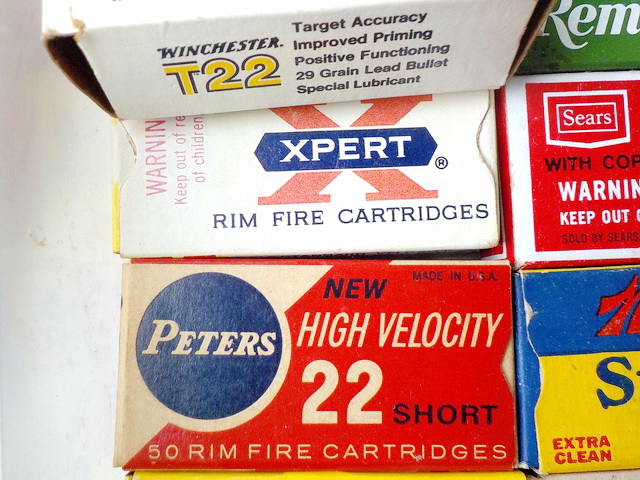 WINCHESTER.
T22
Target Accuracy
Improved Priming
Positive Functioning
29 Grain Lead Bullet
Special Lubricant
Rem
WARNIN
Keep out of re
of children
X
XPERT®
RIM FIRE CARTRIDGES
Sears
WITH COP
WARNIN
KEEP OUT
SOLD BY SEARS
MADE IN U.S.A.
NEW
PETERS
HIGH VELOCITY
22 SHORT
50 RIM FIRE CARTRIDGES
S
EXTRA
CLEAN